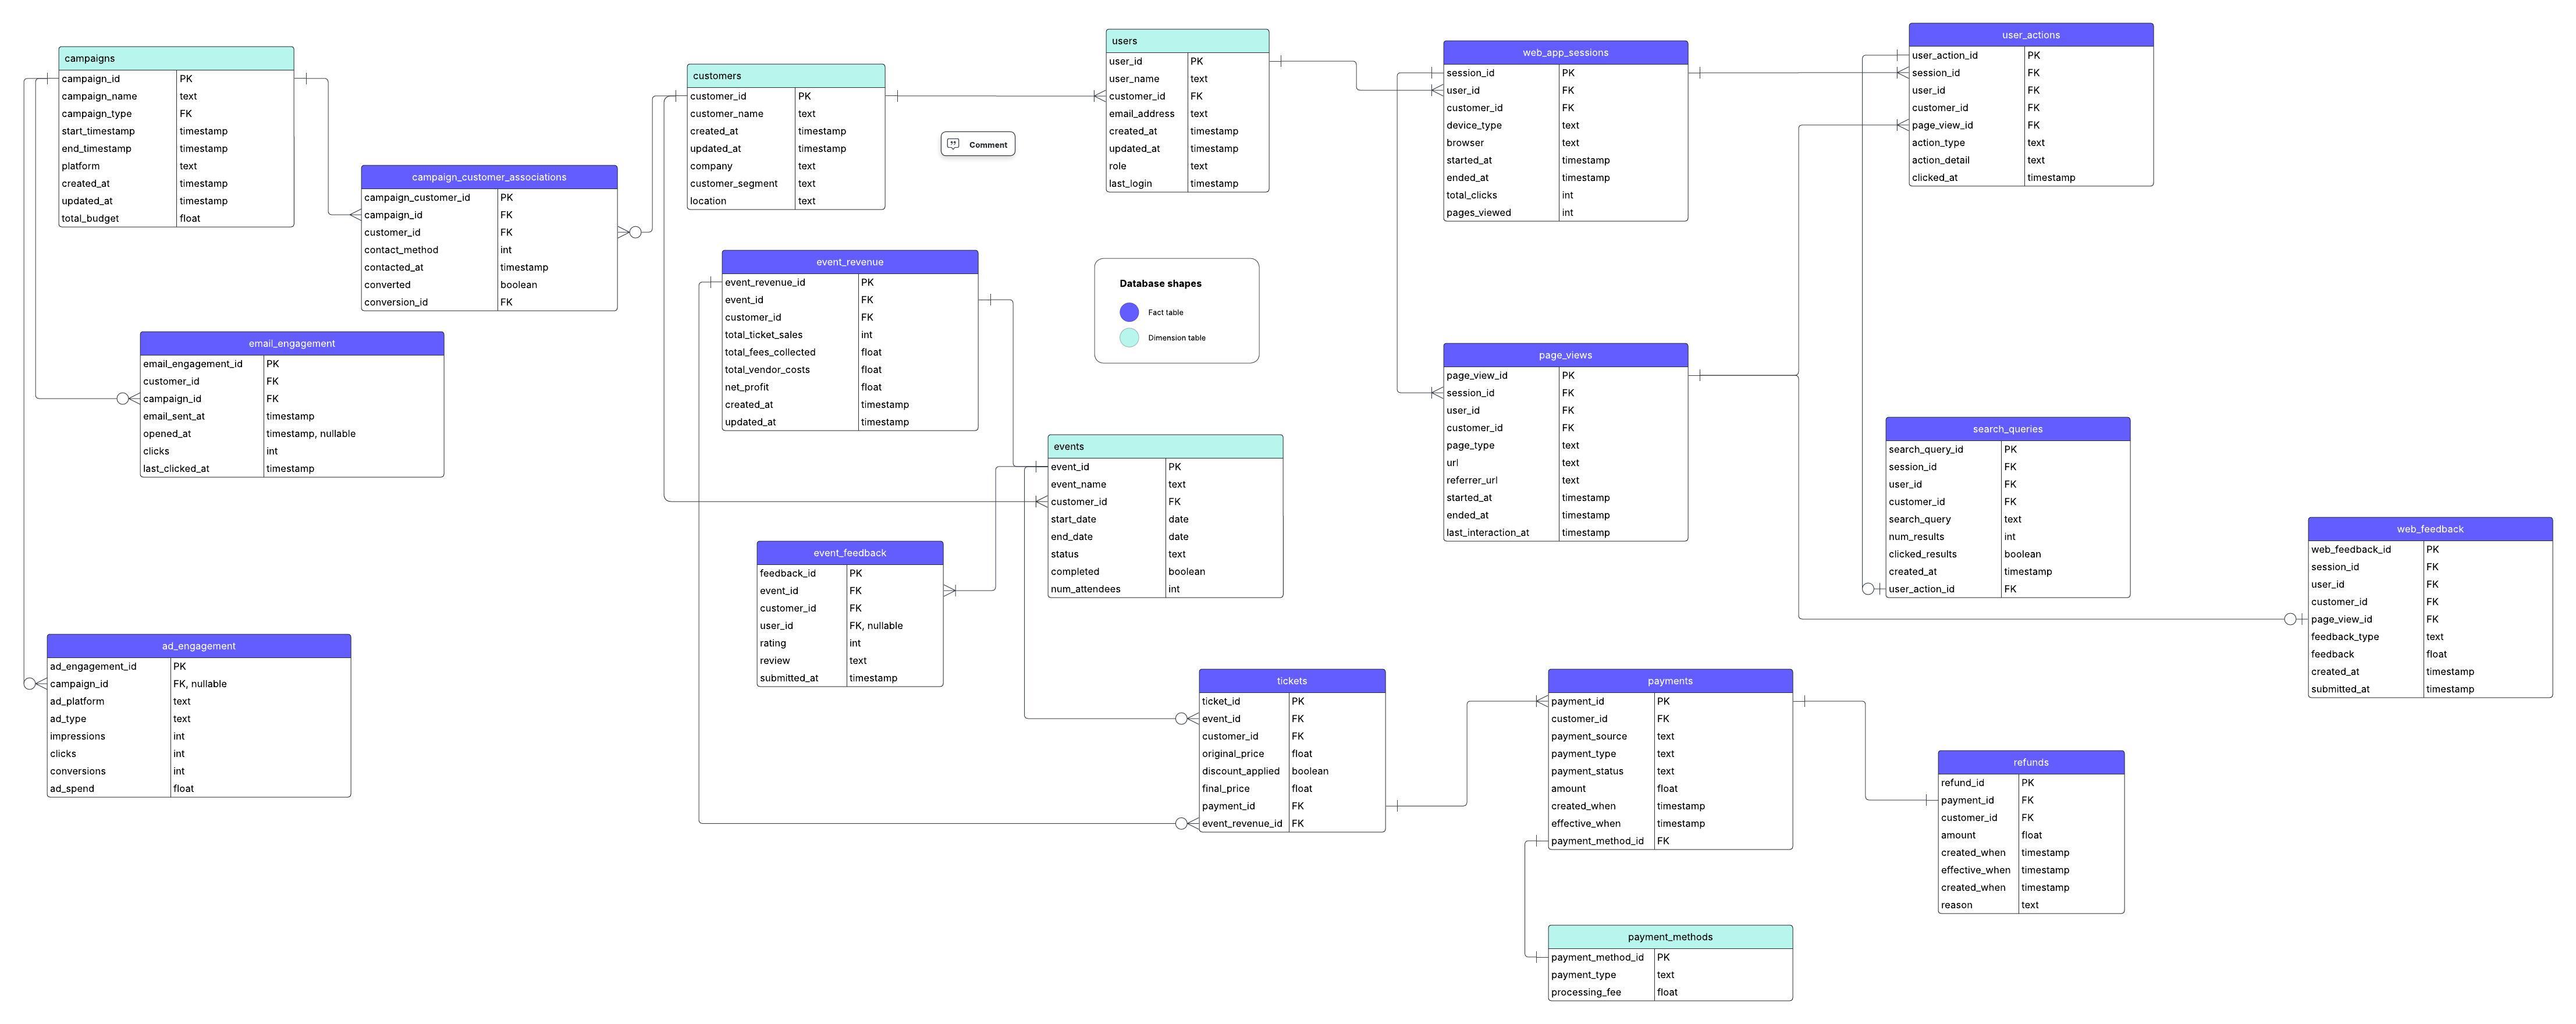 campaigns
campaign_id PK
campaign_name text
campaign_type FK
start_timestamp timestamp
end_timestamp timestamp
platform text
created_at timestamp
updated_at timestamp
total_budget float
campaign_customer_associations
campaign_customer_id PK
campaign_id FK
customer_id FK
contact_method int
contacted_at timestamp
converted boolean
conversion_id FK
email_engagement
email_engagement_id PK
customer_id FK
campaign_id FK
email_sent_at timestamp
opened_at timestamp, nullable
clicks int
last_clicked_at timestamp
ad_engagement
ad_engagement_id PK
campaign_id FK, nullable
ad_platform text
ad_type text
impressions int
clicks int
conversions int
ad_spend float
customers
customer_id PK
customer_name text
created_at timestamp
updated_at timestamp
company text
customer_segment text
location text
Comment
users
user_id PK
user_name text
customer_id FK
email_address text
created_at timestamp
updated_at timestamp
role text
last_login timestamp
event_revenue
event_revenue_id PK
event_id FK
customer_id FK
total_ticket_sales int
total_fees_collected float
total_vendor_costs float
net_profit float
created_at timestamp
updated_at timestamp
Database shapes
Fact table
Dimension table
events
event_id PK
event_name text
customer_id FK
start_date date
end_date date
status text
completed boolean
num_attendees int
event_feedback
feedback_id PK
event_id FK
customer_id FK
user_id FK, nullable
rating int
review text
submitted_at timestamp
tickets
ticket_id PK
event_id FK
customer_id FK
original_price float
discount_applied boolean
final_price float
payment_id FK
event_revenue_id FK
web_app_sessions
session_id PK
user_id FK
customer_id FK
device_type text
browser text
started_at timestamp
ended_at timestamp
total_clicks int
pages_viewed int
page_views
page_view_id PK
session_id FK
user_id FK
customer_id FK
page_type text
url text
referrer_url text
started_at timestamp
ended_at timestamp
last_interaction_at timestamp
payments
payment_id PK
customer_id FK
payment_source text
payment_type text
payment_status text
amount float
created_when timestamp
effective_when timestamp
payment_method_id FK
payment_methods
payment_method_id PK
payment_type text
processing_fee float
user_actions
user_action_id PK
session_id FK
user_id FK
customer_id FK
page_view_id FK
action_type text
action_detail text
clicked_at timestamp
search_queries
search_query_id PK
session_id FK
user_id FK
customer_id FK
search_query text
num_results int
clicked_results boolean
created_at timestamp
user_action_id FK
refunds
refund_id PK
payment_id FK
customer_id FK
amount float
created_when timestamp
effective_when timestamp
created_when timestamp
reason text
web_feedback
web_feedback_id PK
session_id FK
user_id FK
customer_id FK
page_view_id FK
feedback_type text
feedback float
created_at timestamp
submitted_at timestamp